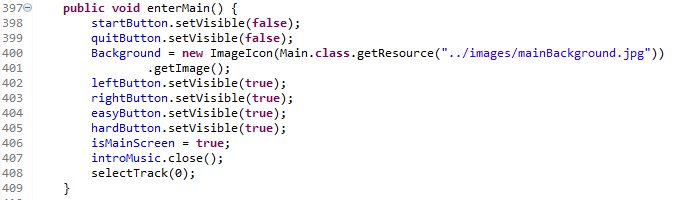 397 public void enterMain() {
398 startButton.setVisible(false);
399 quitButton.setVisible(false);
400 Background = new ImageIcon(Main.class.getResource("../images/mainBackground.jpg"))
401 .getImage();
402 leftButton.setVisible(true);
403 rightButton.setVisible(true);
404 easyButton.setVisible(true);
405 hardButton.setVisible(true);
406 isMainScreen = true;
407 introMusic.close();
408 selectTrack(0);
409 }